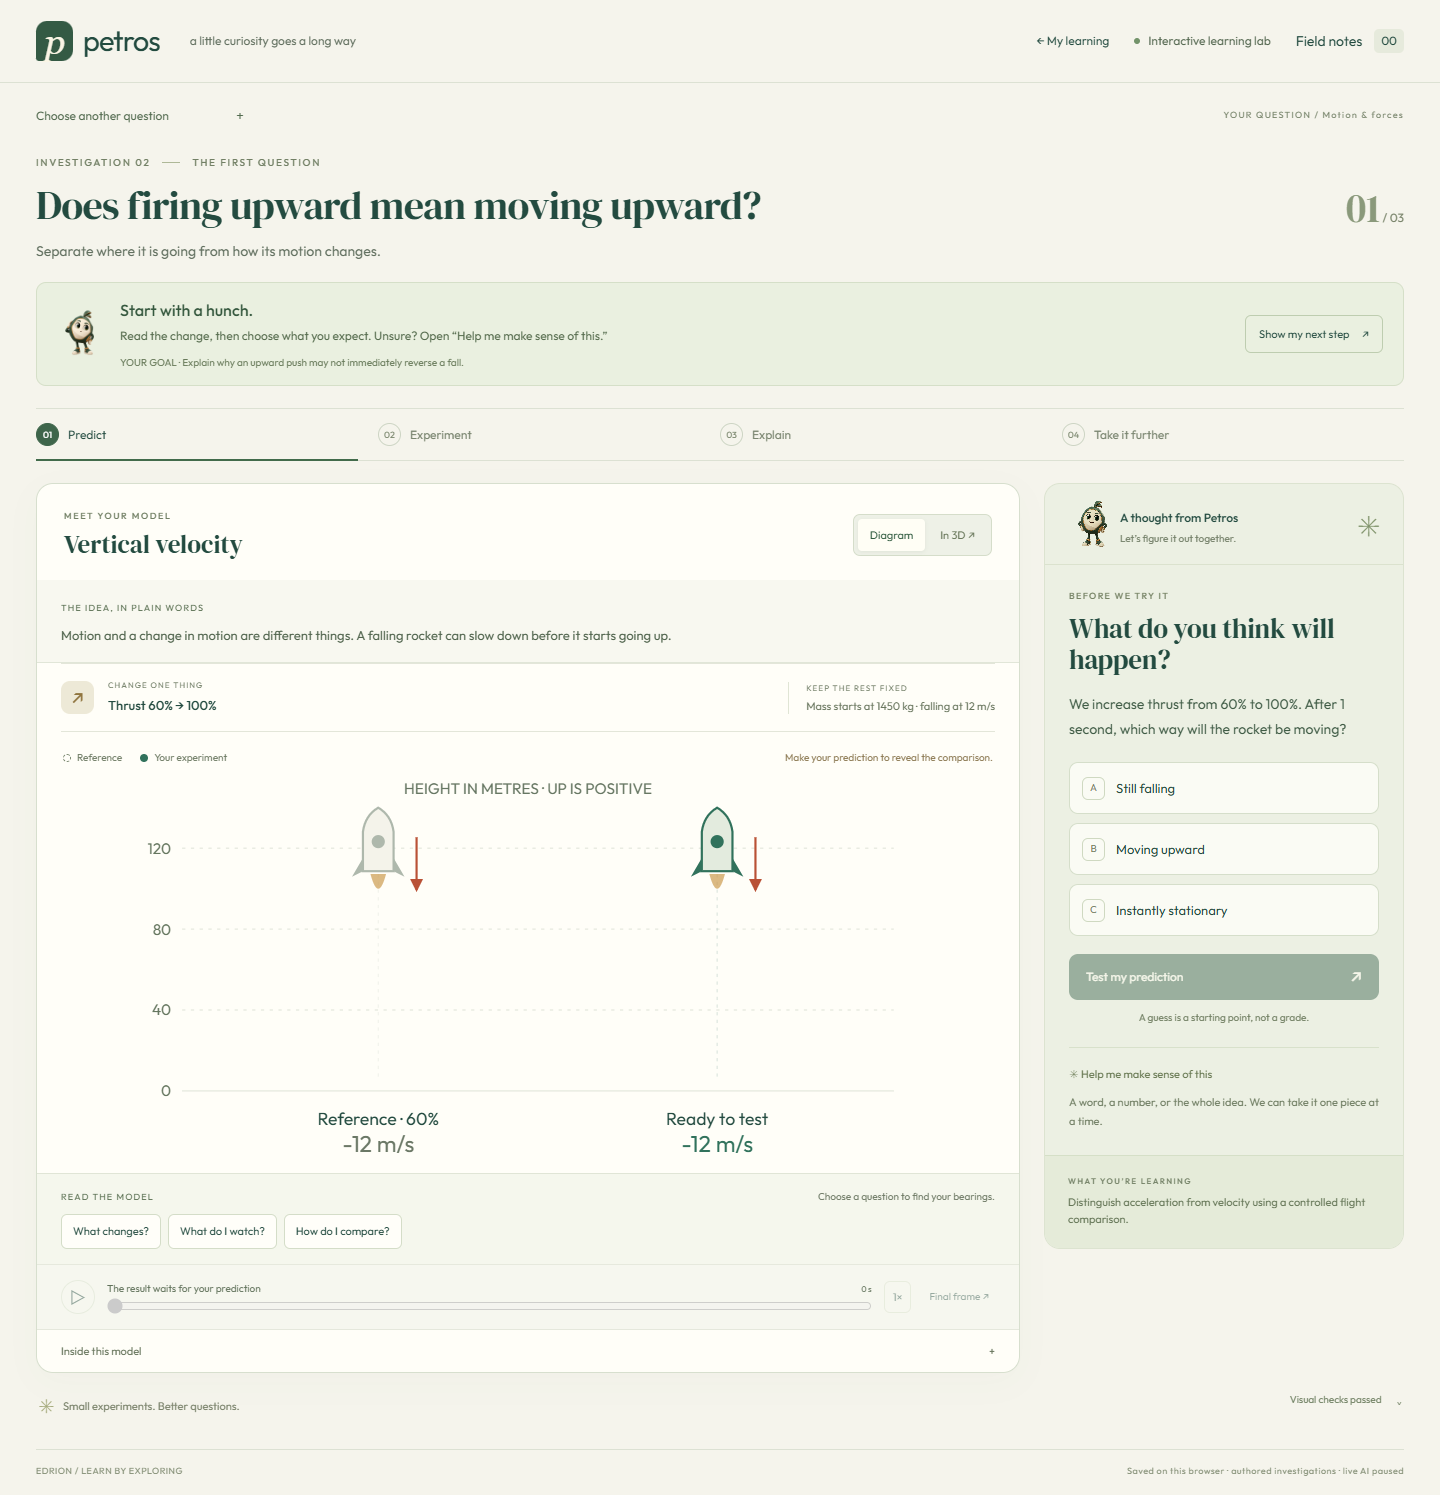 p petros
a little curiosity goes a long way
← My learning
Interactive learning lab
Field notes 00
Choose another question +
YOUR QUESTION / Motion & forces
INVESTIGATION 02 — THE FIRST QUESTION
Does firing upward mean moving upward?
01 / 03
Separate where it is going from how its motion changes.
Start with a hunch.
Read the change, then choose what you expect. Unsure? Open “Help me make sense of this.”
YOUR GOAL · Explain why an upward push may not immediately reverse a fall.
Show my next step ↗
01 Predict
02 Experiment
03 Explain
04 Take it further
MEET YOUR MODEL
Vertical velocity
Diagram
In 3D ↗
THE IDEA, IN PLAIN WORDS
Motion and a change in motion are different things. A falling rocket can slow down before it starts going up.
↗
CHANGE ONE THING
Thrust 60% → 100%
KEEP THE REST FIXED
Mass starts at 1450 kg · falling at 12 m/s
Reference
Your experiment
Make your prediction to reveal the comparison.
HEIGHT IN METRES · UP IS POSITIVE
120
80
40
0
Reference · 60%
-12 m/s
Ready to test
-12 m/s
READ THE MODEL
Choose a question to find your bearings.
What changes?
What do I watch?
How do I compare?
The result waits for your prediction
0 s
1×
Final frame ↗
Inside this model +
A thought from Petros
Let’s figure it out together.
BEFORE WE TRY IT
What do you think will
happen?
We increase thrust from 60% to 100%. After 1
second, which way will the rocket be moving?
A Still falling
B Moving upward
C Instantly stationary
Test my prediction ↗
A guess is a starting point, not a grade.
✳ Help me make sense of this
A word, a number, or the whole idea. We can take it one piece at
a time.
WHAT YOU’RE LEARNING
Distinguish acceleration from velocity using a controlled flight
comparison.
Small experiments. Better questions.
Visual checks passed ⌄
EDRION / LEARN BY EXPLORING
Saved on this browser · authored investigations · live AI paused